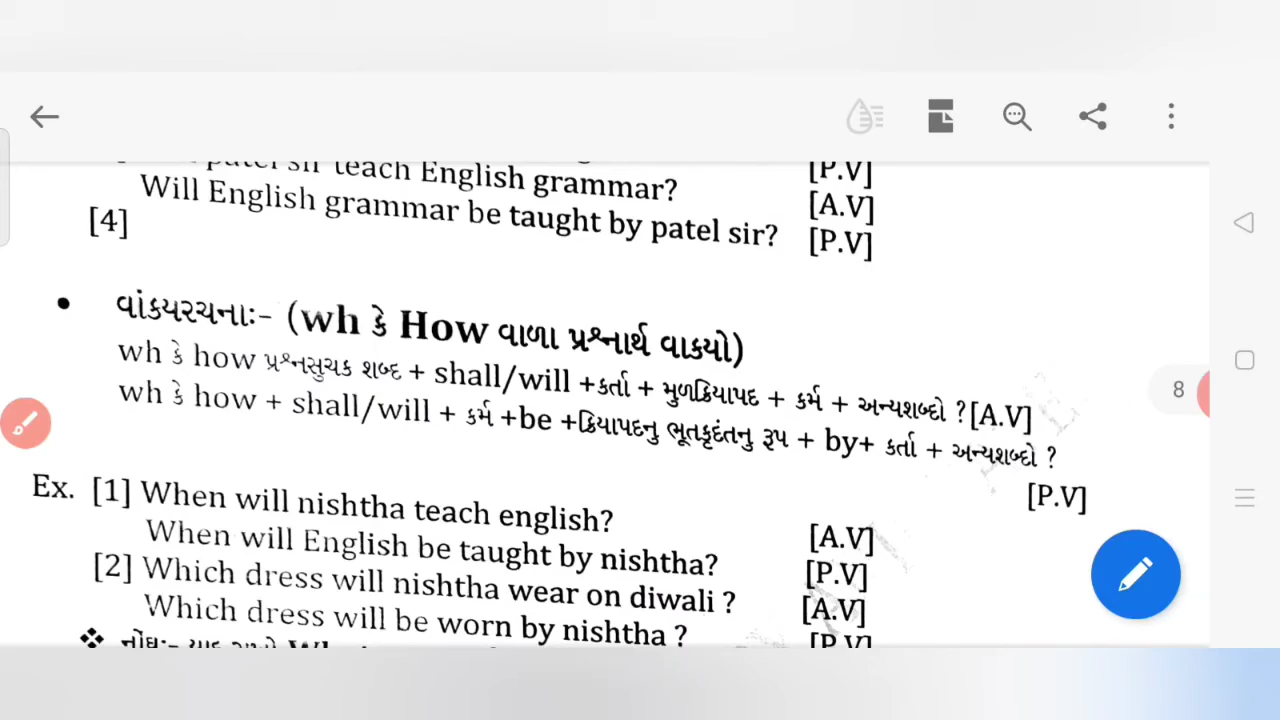 patel sir teach English grammar?
[P.V]
Will English grammar be taught by patel sir?
[A.V]
[4]
[P.V]
• વાંકયરચનાઃ- (wh કે How વાળા પ્રશ્નાર્થ વાકયો)
wh કે how પ્રશ્નસુચક શબ્દ + shall/will +કર્તા + મુળક્રિયાપદ + કર્મ + અન્યશબ્દો ?[A.V]
wh કે how + shall/will + કર્મ +be +ક્રિયાપદનુ ભૂતકૃદંતનુ રૂપ + by+ કર્તા + અન્યશબ્દો ?
[P.V]
Ex. [1] When will nishtha teach english?
[A.V]
When will English be taught by nishtha?
[P.V]
[2] Which dress will nishtha wear on diwali ?
[A.V]
Which dress will be worn by nishtha ?
[P.V]
8